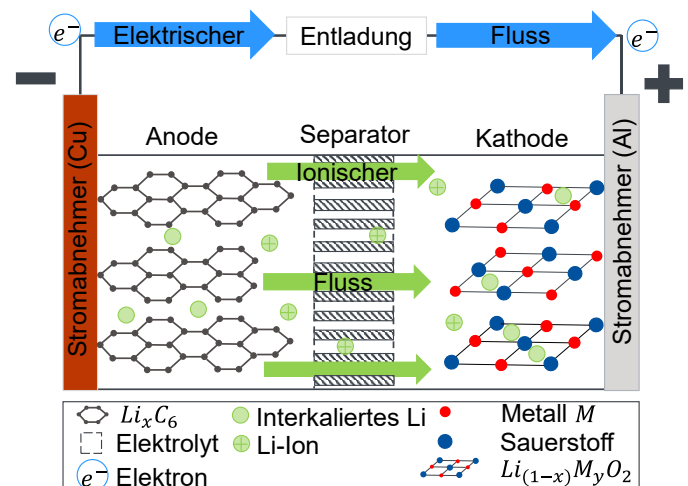 e⁻ Elektrischer Entladung Fluss e⁻
− +
Anode Separator Kathode
Stromabnehmer (Cu)
Ionischer
Fluss
Stromabnehmer (Al)
LiₓC₆ Interkaliertes Li Metall M
Elektrolyt Li-Ion Sauerstoff
e⁻ Elektron Li₍₁₋ₓ₎MᵧO₂